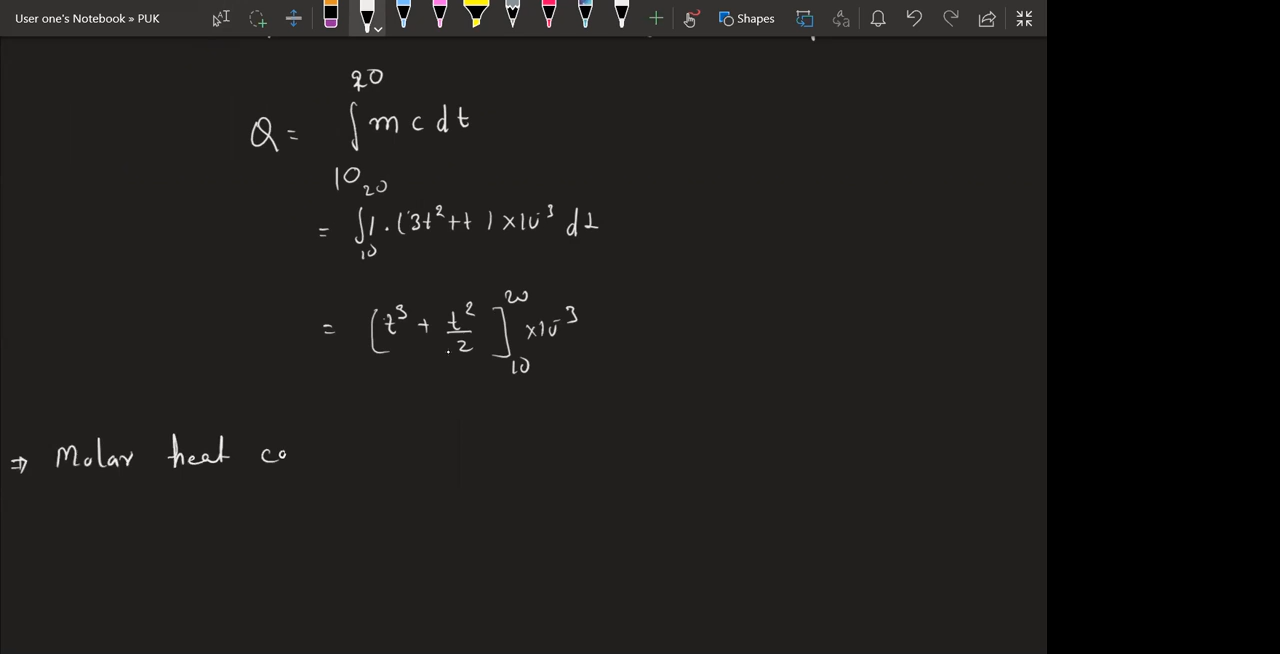 User one's Notebook » PUK
Shapes
20
Q = ∫ m c dt
10
20
= ∫ 1 · (3t² + t) × 10⁻³ dt
10
= [t³ + t²/2]
20
× 10⁻³
10
⇒ Molar heat co